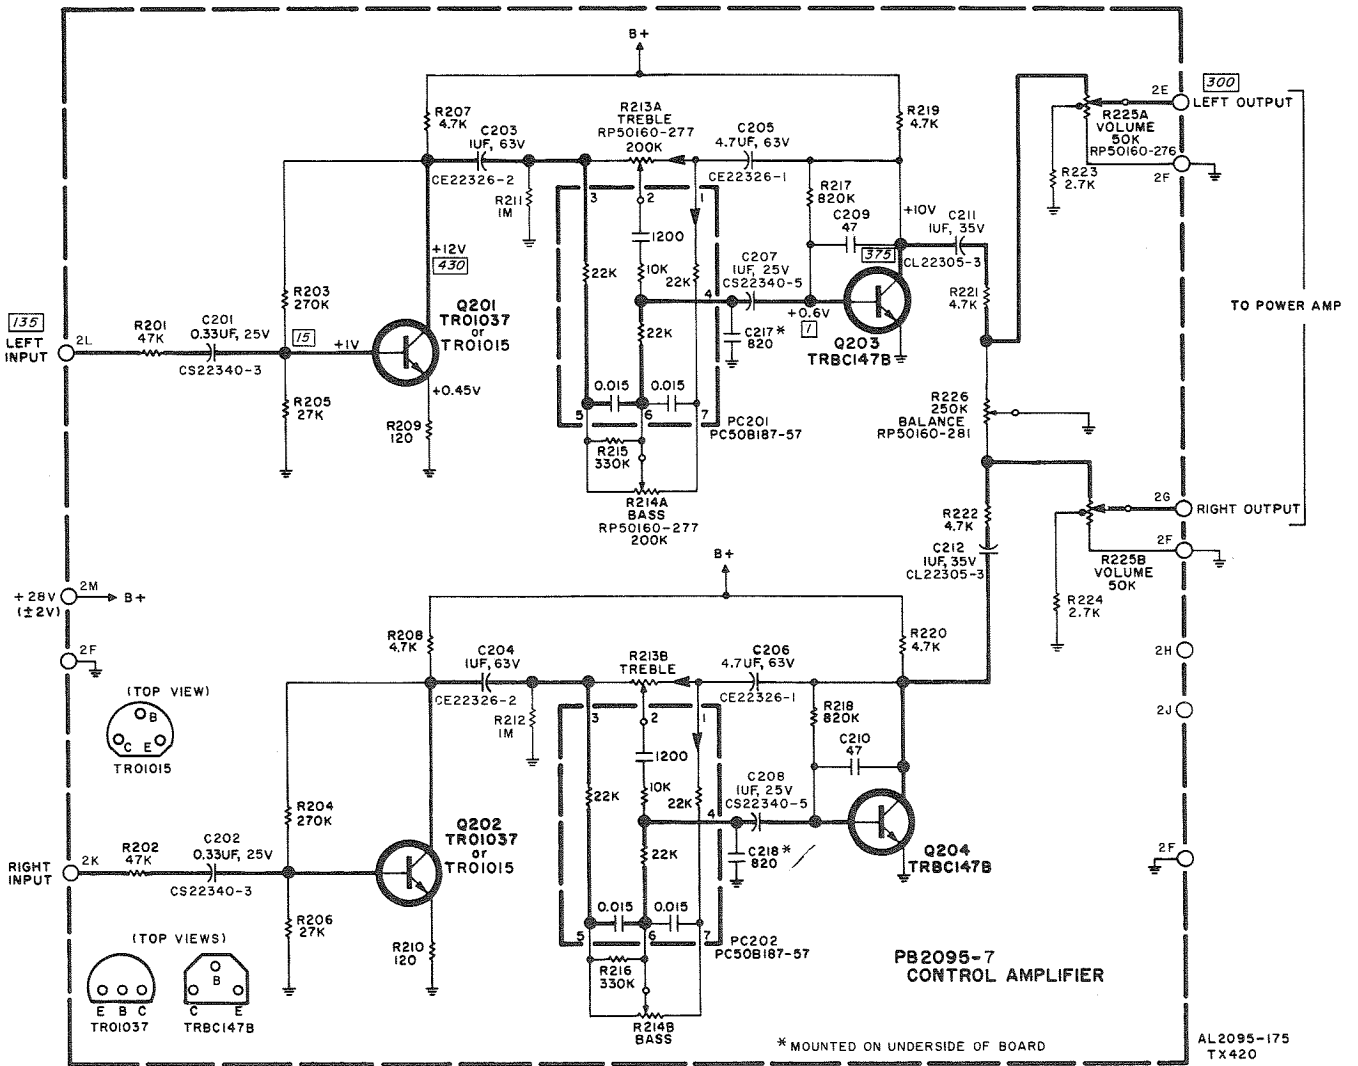 B+
300
2E
LEFT OUTPUT
R207
4.7K
C203
1UF, 63V
CE22326-2
R213A
TREBLE
RP50160-277
200K
C205
4.7UF, 63V
CE22326-1
R219
4.7K
R225A
VOLUME
50K
RP50160-276
2F
R223
2.7K
R211
1M
3
2
1
R217
820K
C209
47
+10V
C211
1UF, 35V
CL22305-3
375
+12V
430
1200
22K
10K
22K
4
C207
1UF, 25V
CS22340-5
R221
4.7K
TO POWER AMP
135
LEFT
INPUT
2L
R201
47K
C201
0.33UF, 25V
CS22340-3
R203
270K
15
+1V
Q201
TR01037
or
TR01015
+0.45V
22K
C217*
820
+0.6V
1
Q203
TRBC147B
R205
27K
R209
120
0.015
0.015
5
6
7
PC201
PC50B187-57
R226
250K
BALANCE
RP50160-281
R215
330K
R214A
BASS
RP50160-277
200K
R222
4.7K
C212
1UF, 35V
CL22305-3
2G
RIGHT OUTPUT
2F
R225B
VOLUME
50K
R224
2.7K
+28V
(±2V)
2M
B+
B+
2F
R208
4.7K
C204
1UF, 63V
CE22326-2
R213B
TREBLE
C206
4.7UF, 63V
CE22326-1
R220
4.7K
2H
2J
(TOP VIEW)
B
C
E
TR01015
R212
1M
3
2
1
R218
820K
C210
47
1200
22K
10K
22K
4
C208
1UF, 25V
CS22340-5
R204
270K
RIGHT
INPUT
2K
R202
47K
C202
0.33UF, 25V
CS22340-3
Q202
TR01037
or
TR01015
22K
C218*
820
Q204
TRBC147B
2F
R206
27K
R210
120
0.015
0.015
5
6
7
PC202
PC50B187-57
R216
330K
R214B
BASS
(TOP VIEWS)
E B C
TR01037
B
C E
TRBC147B
PB2095-7
CONTROL AMPLIFIER
* MOUNTED ON UNDERSIDE OF BOARD
AL2095-175
TX420